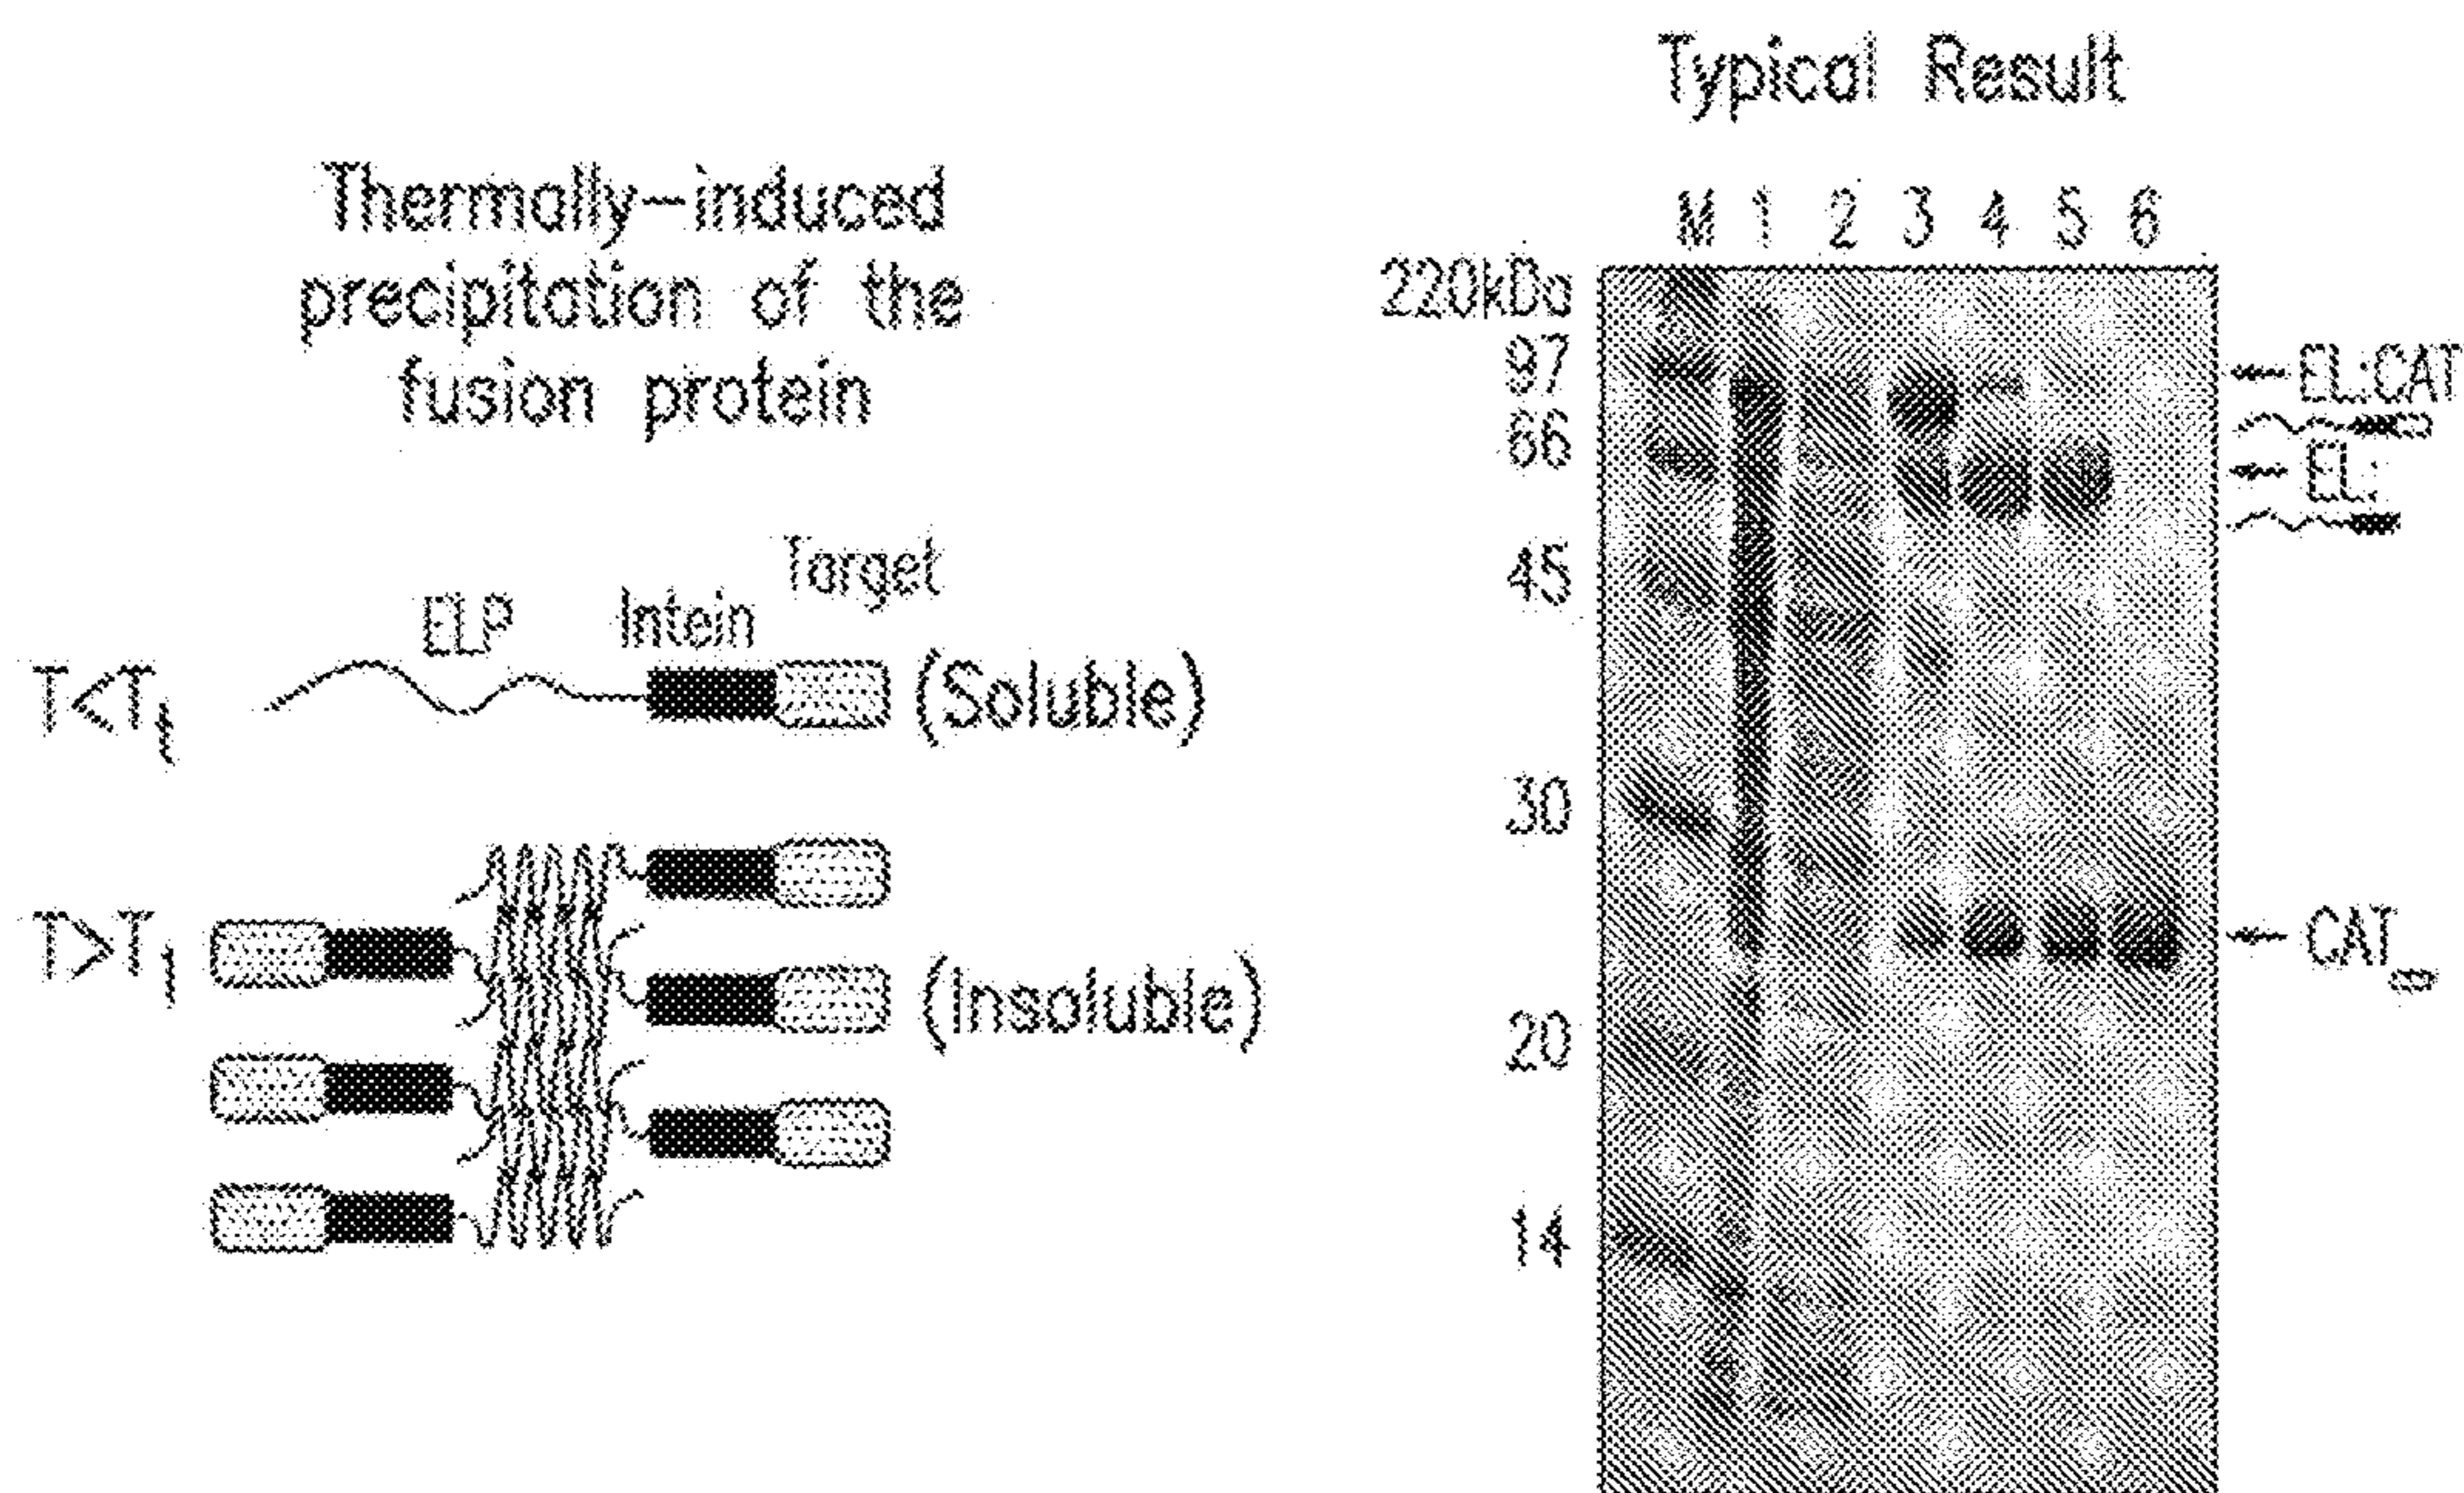 Typical Result
Thermally-induced
precipitation of the
fusion protein
M 1 2 3 4 5 6
220kDa
97
66
45
30
20
14
EL:CAT
EL:
CAT
ELP
Intein
Target
T<Tt
(Soluble)
T>Tt
(Insoluble)